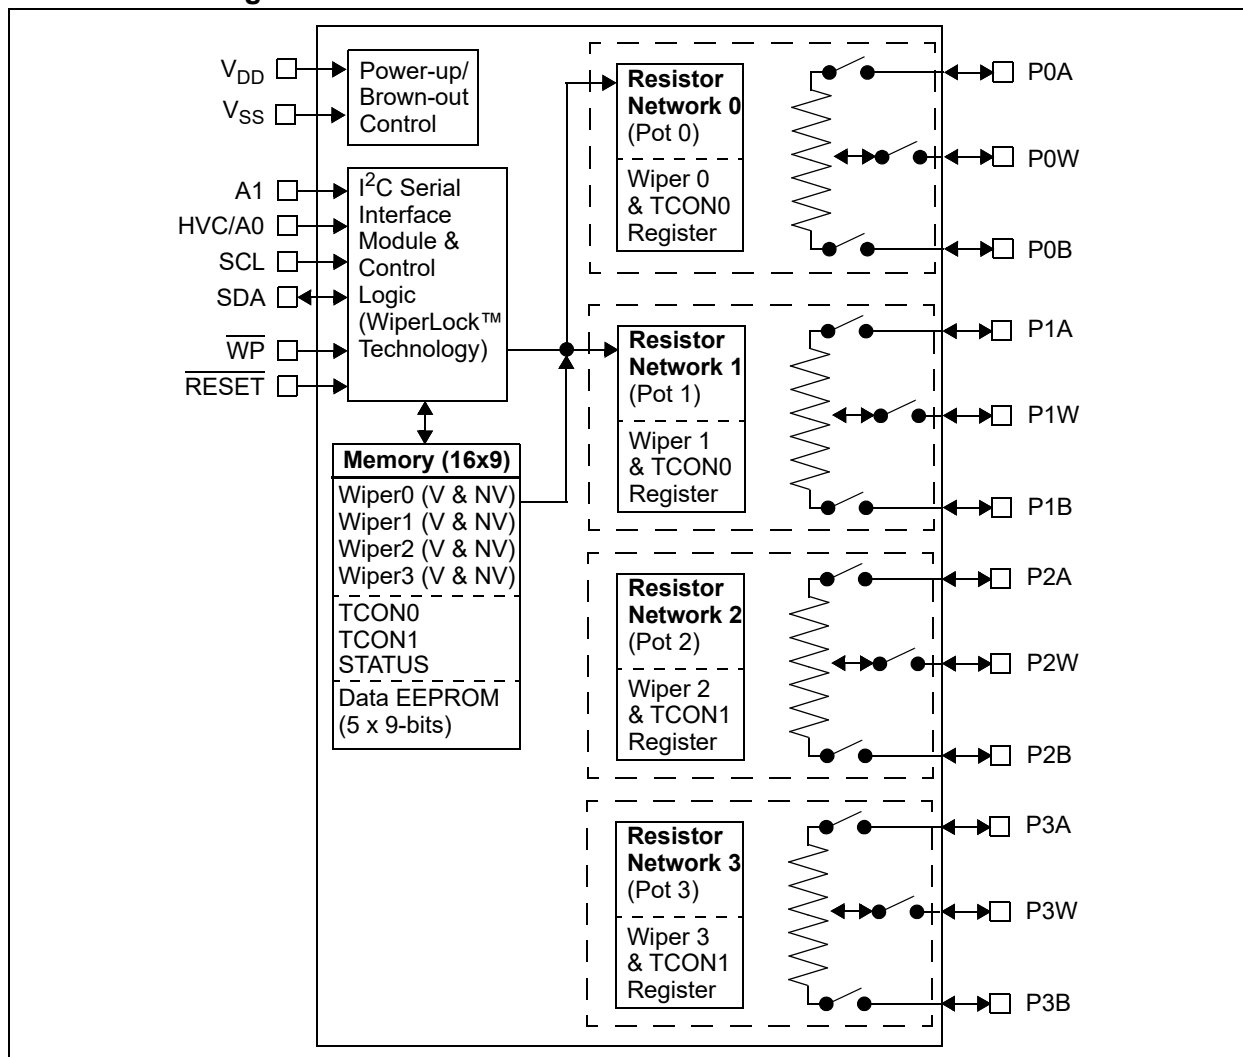 V_DD
V_SS
Power-up/
Brown-out
Control
A1
HVC/A0
SCL
SDA
WP
RESET
I²C Serial
Interface
Module &
Control
Logic
(WiperLock™
Technology)
Memory (16x9)
Wiper0 (V & NV)
Wiper1 (V & NV)
Wiper2 (V & NV)
Wiper3 (V & NV)
TCON0
TCON1
STATUS
Data EEPROM
(5 x 9-bits)
Resistor
Network 0
(Pot 0)
Wiper 0
& TCON0
Register
P0A
P0W
P0B
Resistor
Network 1
(Pot 1)
Wiper 1
& TCON0
Register
P1A
P1W
P1B
Resistor
Network 2
(Pot 2)
Wiper 2
& TCON1
Register
P2A
P2W
P2B
Resistor
Network 3
(Pot 3)
Wiper 3
& TCON1
Register
P3A
P3W
P3B